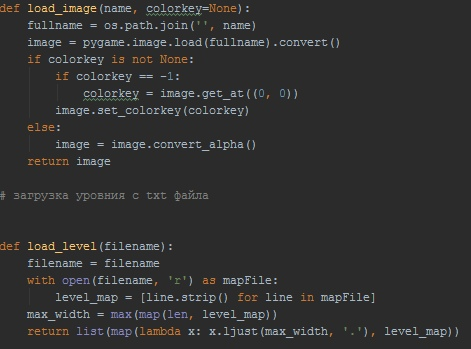 def load_image(name, colorkey=None):
    fullname = os.path.join('', name)
    image = pygame.image.load(fullname).convert()
    if colorkey is not None:
        if colorkey == -1:
            colorkey = image.get_at((0, 0))
        image.set_colorkey(colorkey)
    else:
        image = image.convert_alpha()
    return image
# загрузка уровния с txt файла
def load_level(filename):
    filename = filename
    with open(filename, 'r') as mapFile:
        level_map = [line.strip() for line in mapFile]
    max_width = max(map(len, level_map))
    return list(map(lambda x: x.ljust(max_width, '.'), level_map))